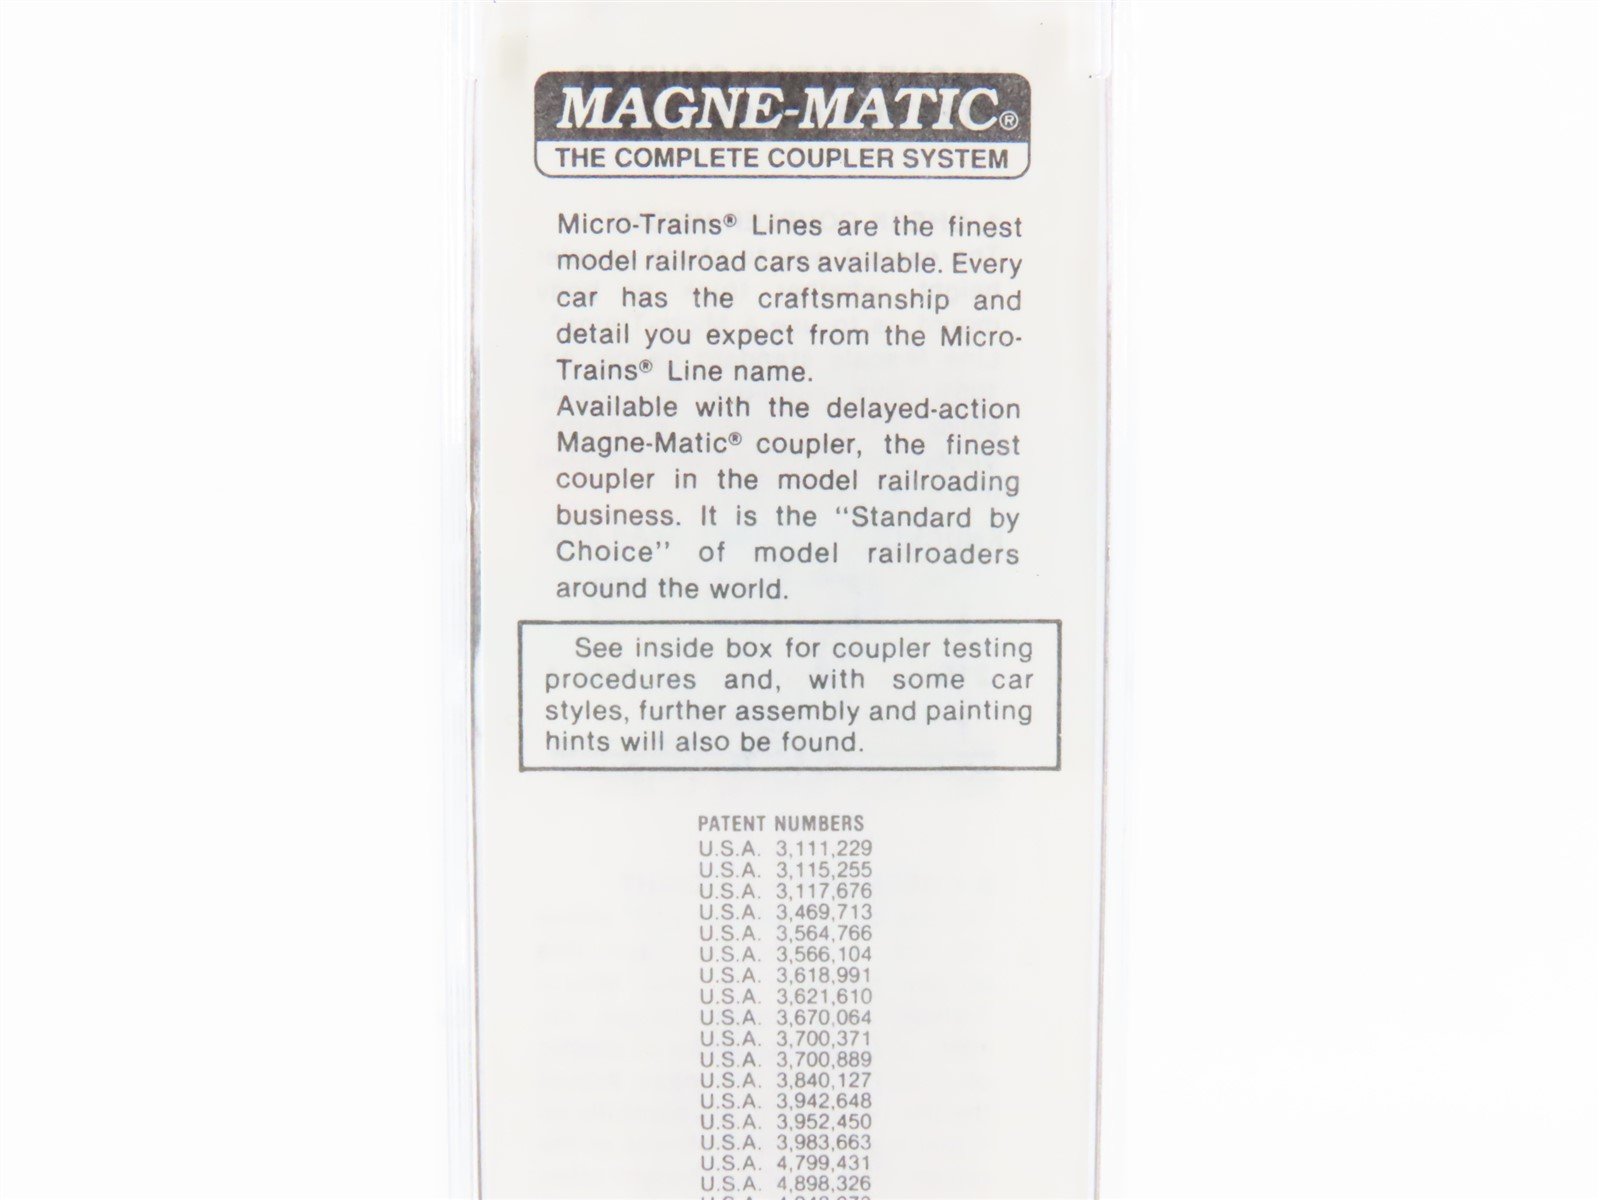 MAGNE-MATIC®
THE COMPLETE COUPLER SYSTEM
Micro-Trains® Lines are the finest
model railroad cars available. Every
car has the craftsmanship and
detail you expect from the Micro-
Trains® Line name.
Available with the delayed-action
Magne-Matic® coupler, the finest
coupler in the model railroading
business. It is the “Standard by
Choice” of model railroaders
around the world.
See inside box for coupler testing
procedures and, with some car
styles, further assembly and painting
hints will also be found.
PATENT NUMBERS
U.S.A. 3,111,229
U.S.A. 3,115,255
U.S.A. 3,117,676
U.S.A. 3,469,713
U.S.A. 3,564,766
U.S.A. 3,566,104
U.S.A. 3,618,991
U.S.A. 3,621,610
U.S.A. 3,670,064
U.S.A. 3,700,371
U.S.A. 3,700,889
U.S.A. 3,840,127
U.S.A. 3,942,648
U.S.A. 3,952,450
U.S.A. 3,983,663
U.S.A. 4,799,431
U.S.A. 4,898,326
U.S.A.